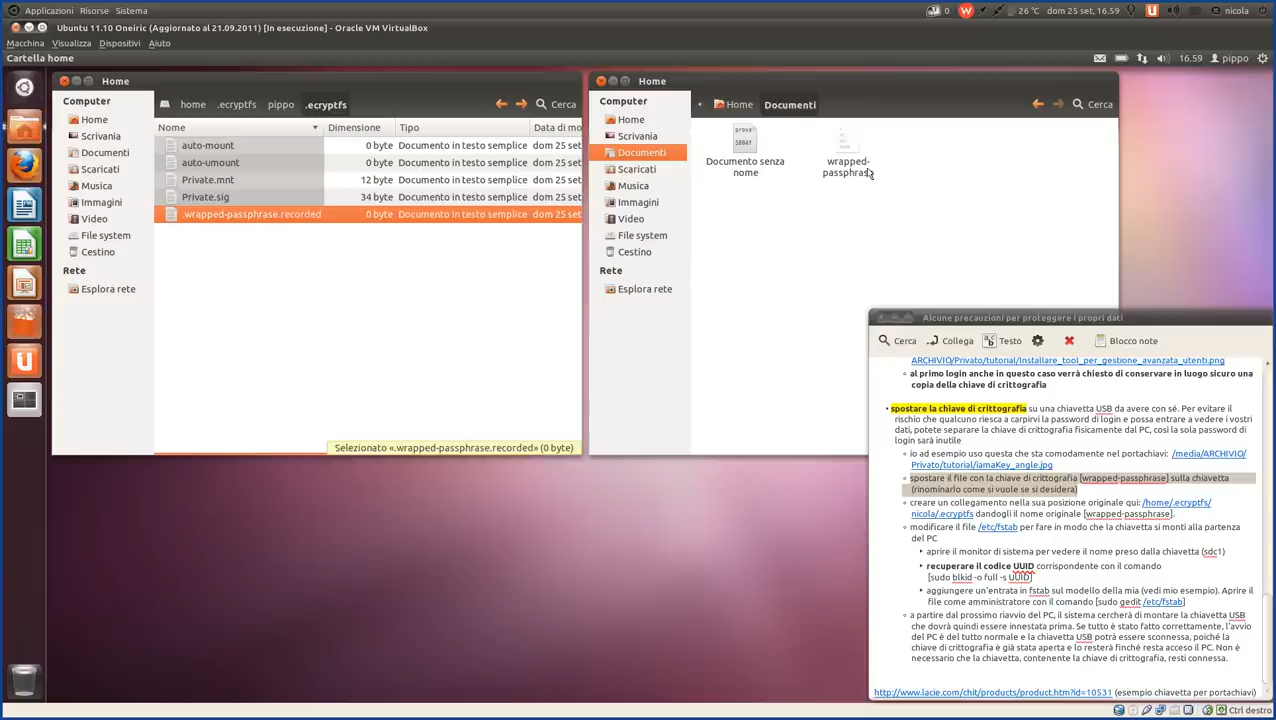 Applicazioni Risorse Sistema
0
26 °C dom 25 set, 16.59 nicola
Ubuntu 11.10 Oneiric (Aggiornato al 21.09.2011) [In esecuzione] - Oracle VM VirtualBox
Macchina Visualizza Dispositivi Aiuto
Cartella home
16.59 pippo
Home
Computer
Home
Scrivania
Documenti
Scaricati
Musica
Immagini
Video
File system
Cestino
Rete
Esplora rete
home .ecryptfs pippo .ecryptfs Cerca
Nome Dimensione Tipo Data di mo
auto-mount 0 byte Documento in testo semplice dom 25 set
auto-umount 0 byte Documento in testo semplice dom 25 set
Private.mnt 12 byte Documento in testo semplice dom 25 set
Private.sig 34 byte Documento in testo semplice dom 25 set
.wrapped-passphrase.recorded 0 byte Documento in testo semplice dom 25 set
Selezionato «.wrapped-passphrase.recorded» (0 byte)
Home
Computer
Home
Scrivania
Documenti
Scaricati
Musica
Immagini
Video
File system
Cestino
Rete
Esplora rete
Home Documenti Cerca
prova
5894f
Documento senza
nome
wrapped-
passphrase
Alcune precauzioni per proteggere i propri dati
Cerca Collega Testo Blocco note
ARCHIVIO/Privato/tutorial/Installare_tool_per_gestione_avanzata_utenti.png
al primo login anche in questo caso verrà chiesto di conservare in luogo sicuro una
copia della chiave di crittografia
spostare la chiave di crittografia su una chiavetta USB da avere con sé. Per evitare il
rischio che qualcuno riesca a carpirvi la password di login e possa entrare a vedere i vostri
dati, potete separare la chiave di crittografia fisicamente dal PC, così la sola password di
login sarà inutile
io ad esempio uso questa che sta comodamente nel portachiavi: /media/ARCHIVIO/
Privato/tutorial/iamaKey_angle.jpg
spostare il file con la chiave di crittografia [wrapped-passphrase] sulla chiavetta
(rinominarlo come si vuole se si desidera)
creare un collegamento nella sua posizione originale qui: /home/.ecryptfs/
nicola/.ecryptfs dandogli il nome originale [wrapped-passphrase].
modificare il file /etc/fstab per fare in modo che la chiavetta si monti alla partenza
del PC
aprire il monitor di sistema per vedere il nome preso dalla chiavetta (sdc1)
recuperare il codice UUID corrispondente con il comando
[sudo blkid -o full -s UUID]
aggiungere un'entrata in fstab sul modello della mia (vedi mio esempio). Aprire il
file come amministratore con il comando [sudo gedit /etc/fstab]
a partire dal prossimo riavvio del PC, il sistema cercherà di montare la chiavetta USB
che dovrà quindi essere innestata prima. Se tutto è stato fatto correttamente, l'avvio
del PC è del tutto normale e la chiavetta USB potrà essere sconnessa, poiché la
chiave di crittografia è già stata aperta e lo resterà finché resta acceso il PC. Non è
necessario che la chiavetta, contenente la chiave di crittografia, resti connessa.
http://www.lacie.com/chit/products/product.htm?id=10531 (esempio chiavetta per portachiavi)
Ctrl destro